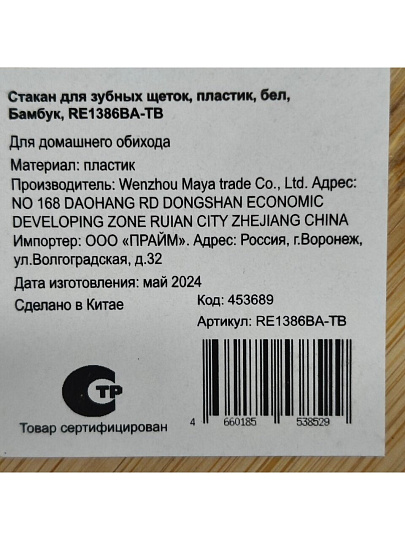 Стакан для зубных щеток, пластик, бел,
Бамбук, RE1386BA-TB
Для домашнего обихода
Материал: пластик
Производитель: Wenzhou Maya trade Co., Ltd. Адрес:
NO 168 DAOHANG RD DONGSHAN ECONOMIC
DEVELOPING ZONE RUIAN CITY ZHEJIANG CHINA
Импортер: ООО «ПРАЙМ». Адрес: Россия, г.Воронеж,
ул.Волгоградская, д.32
Дата изготовления: май 2024
Сделано в Китае
Код: 453689
Артикул: RE1386BA-TB
ТР
Товар сертифицирован
4 660185 538529